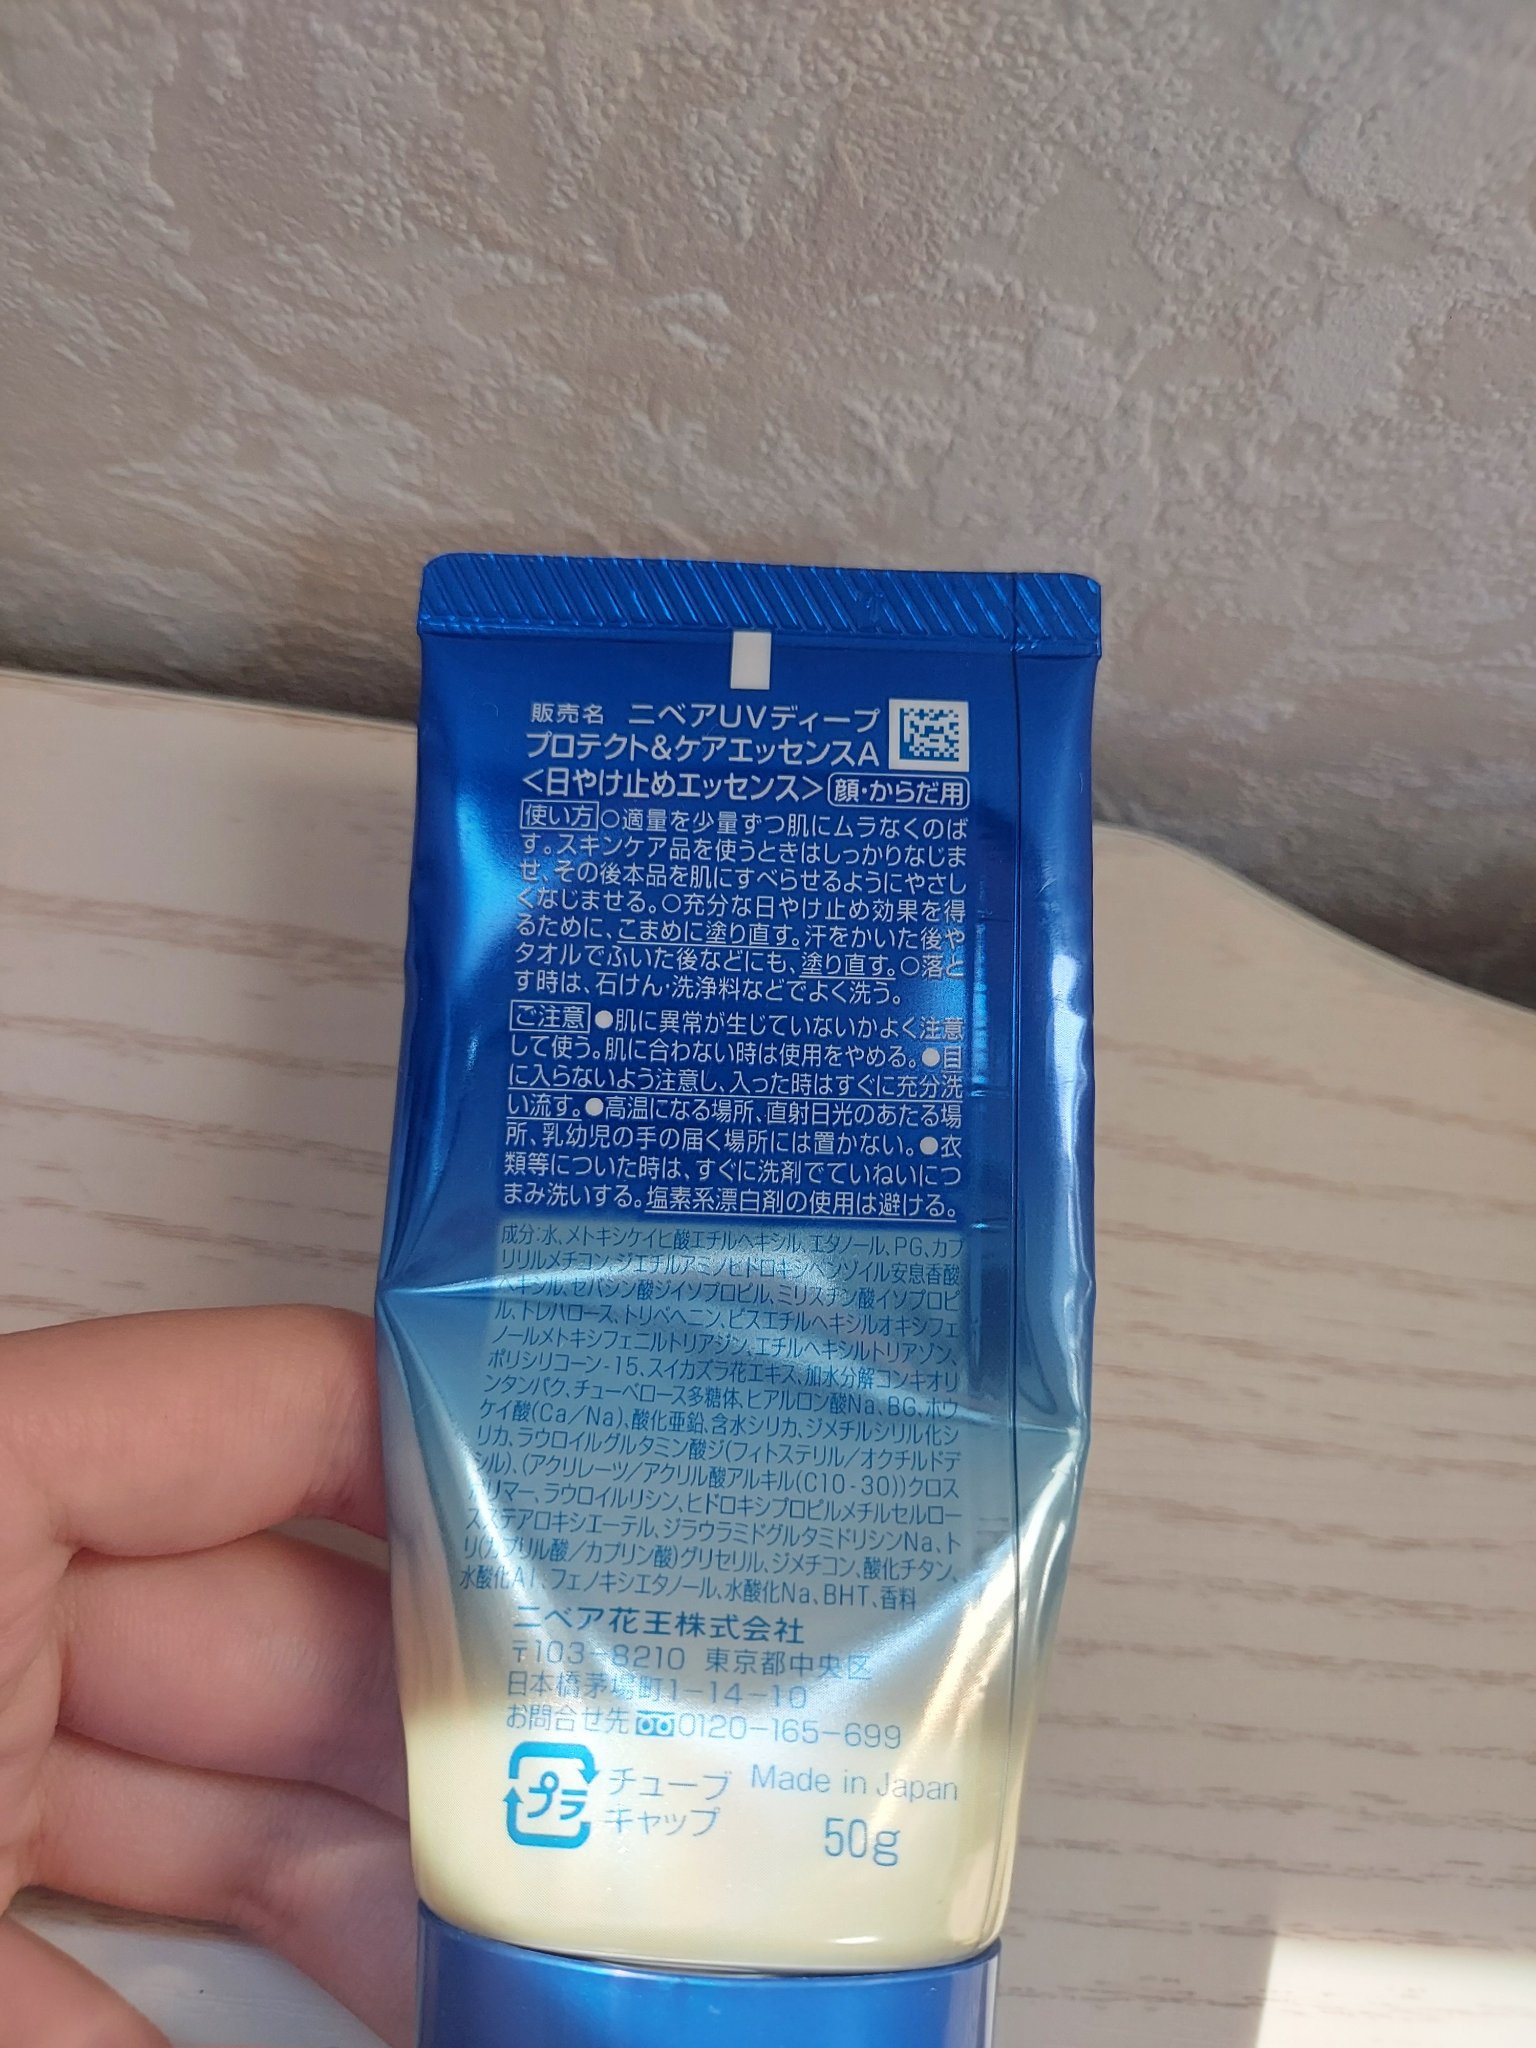 販売名 ニベアUVディープ
プロテクト&ケアエッセンスA
<日やけ止めエッセンス> 顔・からだ用
使い方 ○適量を少量ずつ肌にムラなくのば
す。スキンケア品を使うときはしっかりなじま
せ、その後本品を肌にすべらせるようにやさし
くなじませる。○充分な日やけ止め効果を得
るために、こまめに塗り直す。汗をかいた後や
タオルでふいた後などにも、塗り直す。○落と
す時は、石けん・洗浄料などでよく洗う。
ご注意 ●肌に異常が生じていないかよく注意
して使う。肌に合わない時は使用をやめる。●目
に入らないよう注意し、入った時はすぐに充分洗
い流す。●高温になる場所、直射日光のあたる場
所、乳幼児の手の届く場所には置かない。●衣
類等についた時は、すぐに洗剤でていねいにつ
まみ洗いする。塩素系漂白剤の使用は避ける。
成分:水、メトキシケイヒ酸エチルヘキシル、エタノール、PG、カプ
リリルメチコン、ジエチルアミノヒドロキシベンゾイル安息香酸
ヘキシル、セバシン酸ジイソプロピル、ミリスチン酸イソプロピ
ル、トレハロース、トリベヘニン、ビスエチルヘキシルオキシフェ
ノールメトキシフェニルトリアジン、エチルヘキシルトリアゾン、
ポリシリコーン-15、スイカズラ花エキス、加水分解コンキオリ
ンタンパク、チューベロース多糖体、ヒアルロン酸Na、BG、ホウ
ケイ酸(Ca/Na)、酸化亜鉛、含水シリカ、ジメチルシリル化シ
リカ、ラウロイルグルタミン酸ジ(フィトステリル/オクチルドデ
シル)、(アクリレーツ/アクリル酸アルキル(C10-30))クロス
ポリマー、ラウロイルリシン、ヒドロキシプロピルメチルセルロー
スステアロキシエーテル、ジラウラミドグルタミドリシンNa、ト
リ(カプリル酸/カプリン酸)グリセリル、ジメチコン、酸化チタン、
水酸化Al、フェノキシエタノール、水酸化Na、BHT、香料
ニベア花王株式会社
〒103-8210 東京都中央区
日本橋茅場町1-14-10
お問合せ先 0120-165-699
プラ チューブ
キャップ
Made in Japan
50g